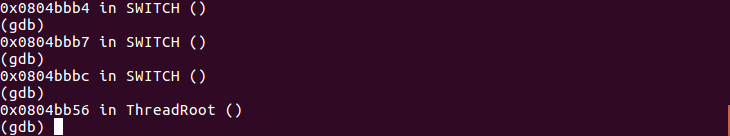 0x0804bbb4 in SWITCH ()
(gdb)
0x0804bbb7 in SWITCH ()
(gdb)
0x0804bbbc in SWITCH ()
(gdb)
0x0804bb56 in ThreadRoot ()
(gdb)